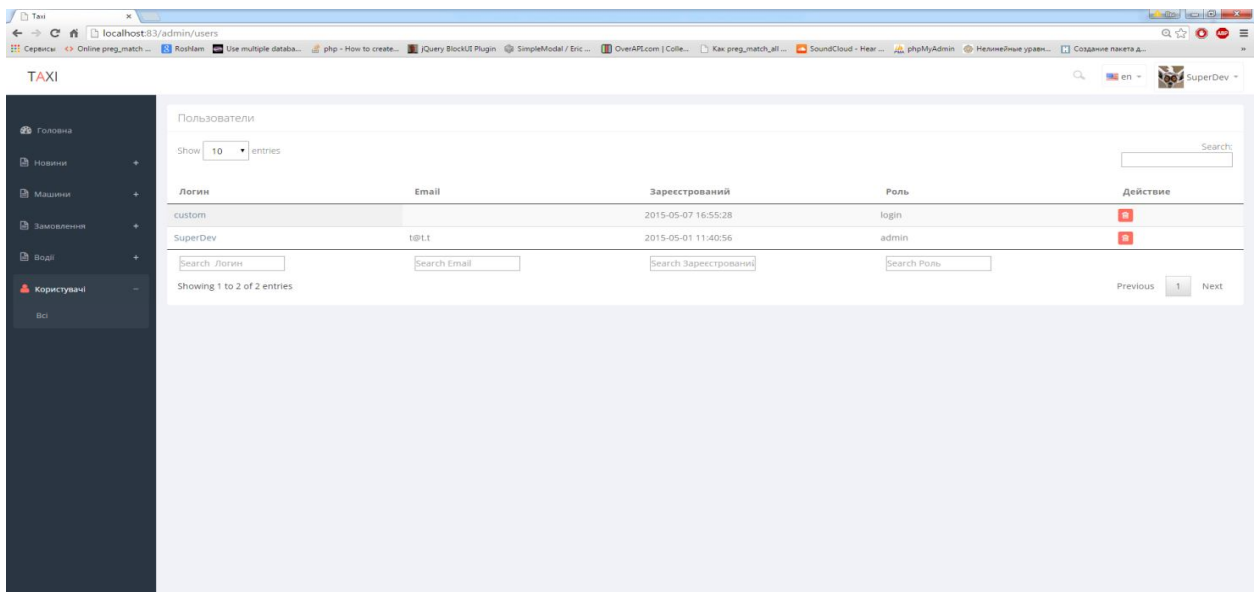 Taxi
localhost:83/admin/users
Сервисы Online preg_match ... Roshlam Use multiple databa... php - How to create... jQuery BlockUI Plugin SimpleModal / Eric ... OverAPI.com | Colle... Как preg_match_all ... SoundCloud - Hear ... phpMyAdmin Нелинейные уравн... Создание пакета д... »
TAXI
en
SuperDev
Головна
Новини +
Машини +
Замовлення +
Водії +
Користувачі −
Всі
Пользователи
Show 10 entries
Search:
Логин Email Зареєстрований Роль Действие
custom 2015-05-07 16:55:28 login
SuperDev t@t.t 2015-05-01 11:40:56 admin
Search Логин Search Email Search Зареєстрований Search Роль
Showing 1 to 2 of 2 entries
Previous 1 Next